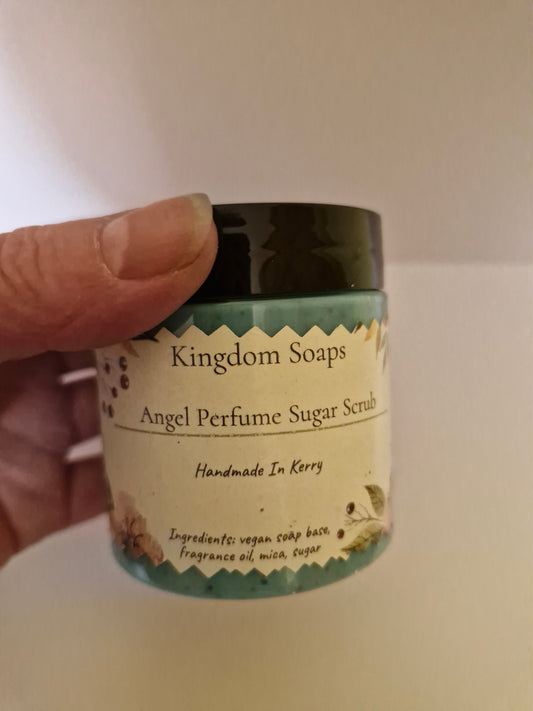 Kingdom Soaps
Angel Perfume Sugar Scrub
Handmade In Kerry
Ingredients: vegan soap base,
fragrance oil, mica, sugar